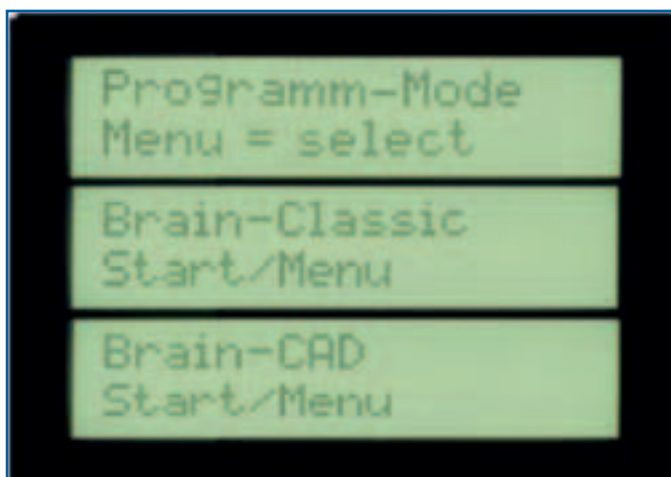 Programm-Mode
Menu = select
Brain-Classic
Start/Menu
Brain-CAD
Start/Menu